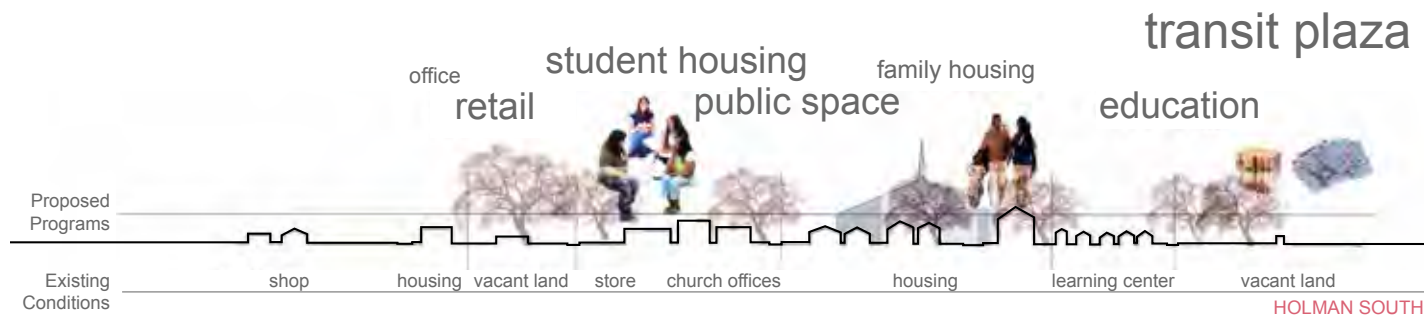 transit plaza
student housing
family housing
office
retail
public space
education
Proposed
Programs
Existing
Conditions
shop
housing
vacant land
store
church offices
housing
learning center
vacant land
HOLMAN SOUTH